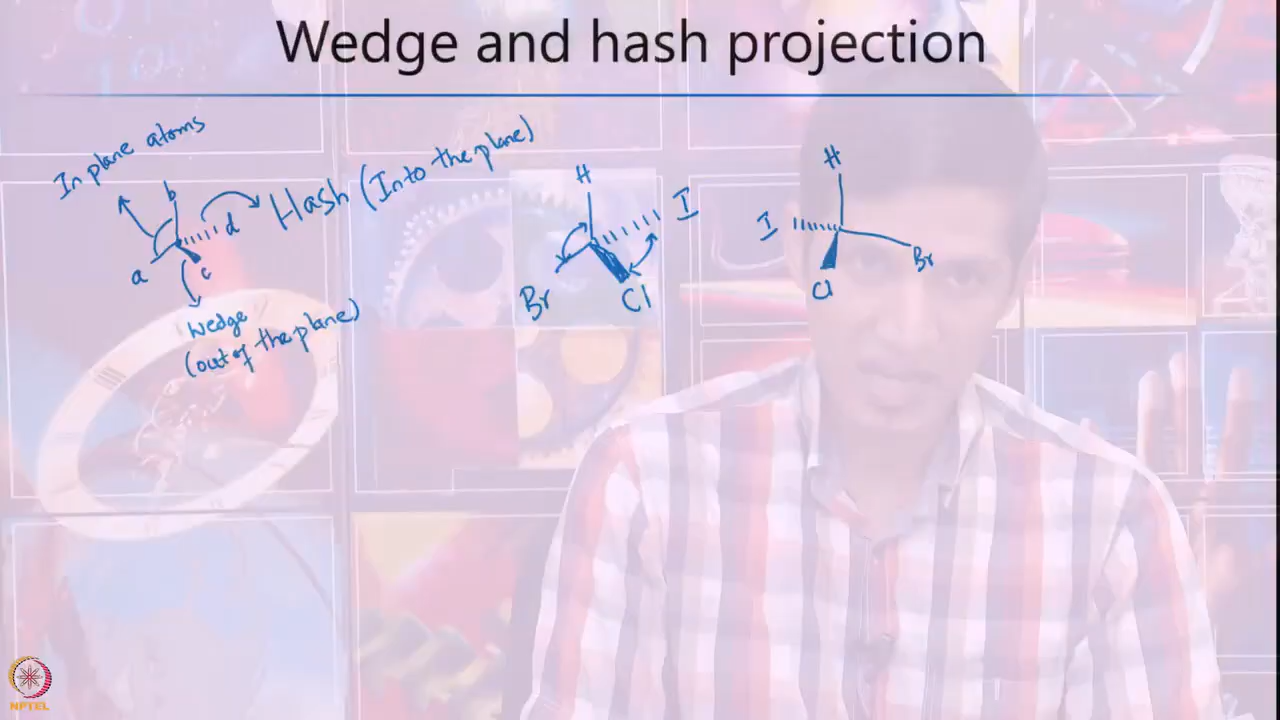 Wedge and hash projection
In plane atoms
b
d
a
c
Hash (Into the plane)
Wedge
(out of the plane)
H
I
Br
Cl
H
I
Br
Cl
NPTEL